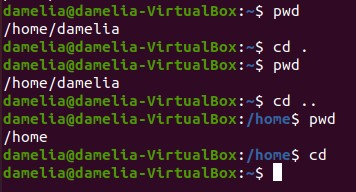 damelia@damelia-VirtualBox:~$ pwd
/home/damelia
damelia@damelia-VirtualBox:~$ cd .
damelia@damelia-VirtualBox:~$ pwd
/home/damelia
damelia@damelia-VirtualBox:~$ cd ..
damelia@damelia-VirtualBox:/home$ pwd
/home
damelia@damelia-VirtualBox:/home$ cd
damelia@damelia-VirtualBox:~$